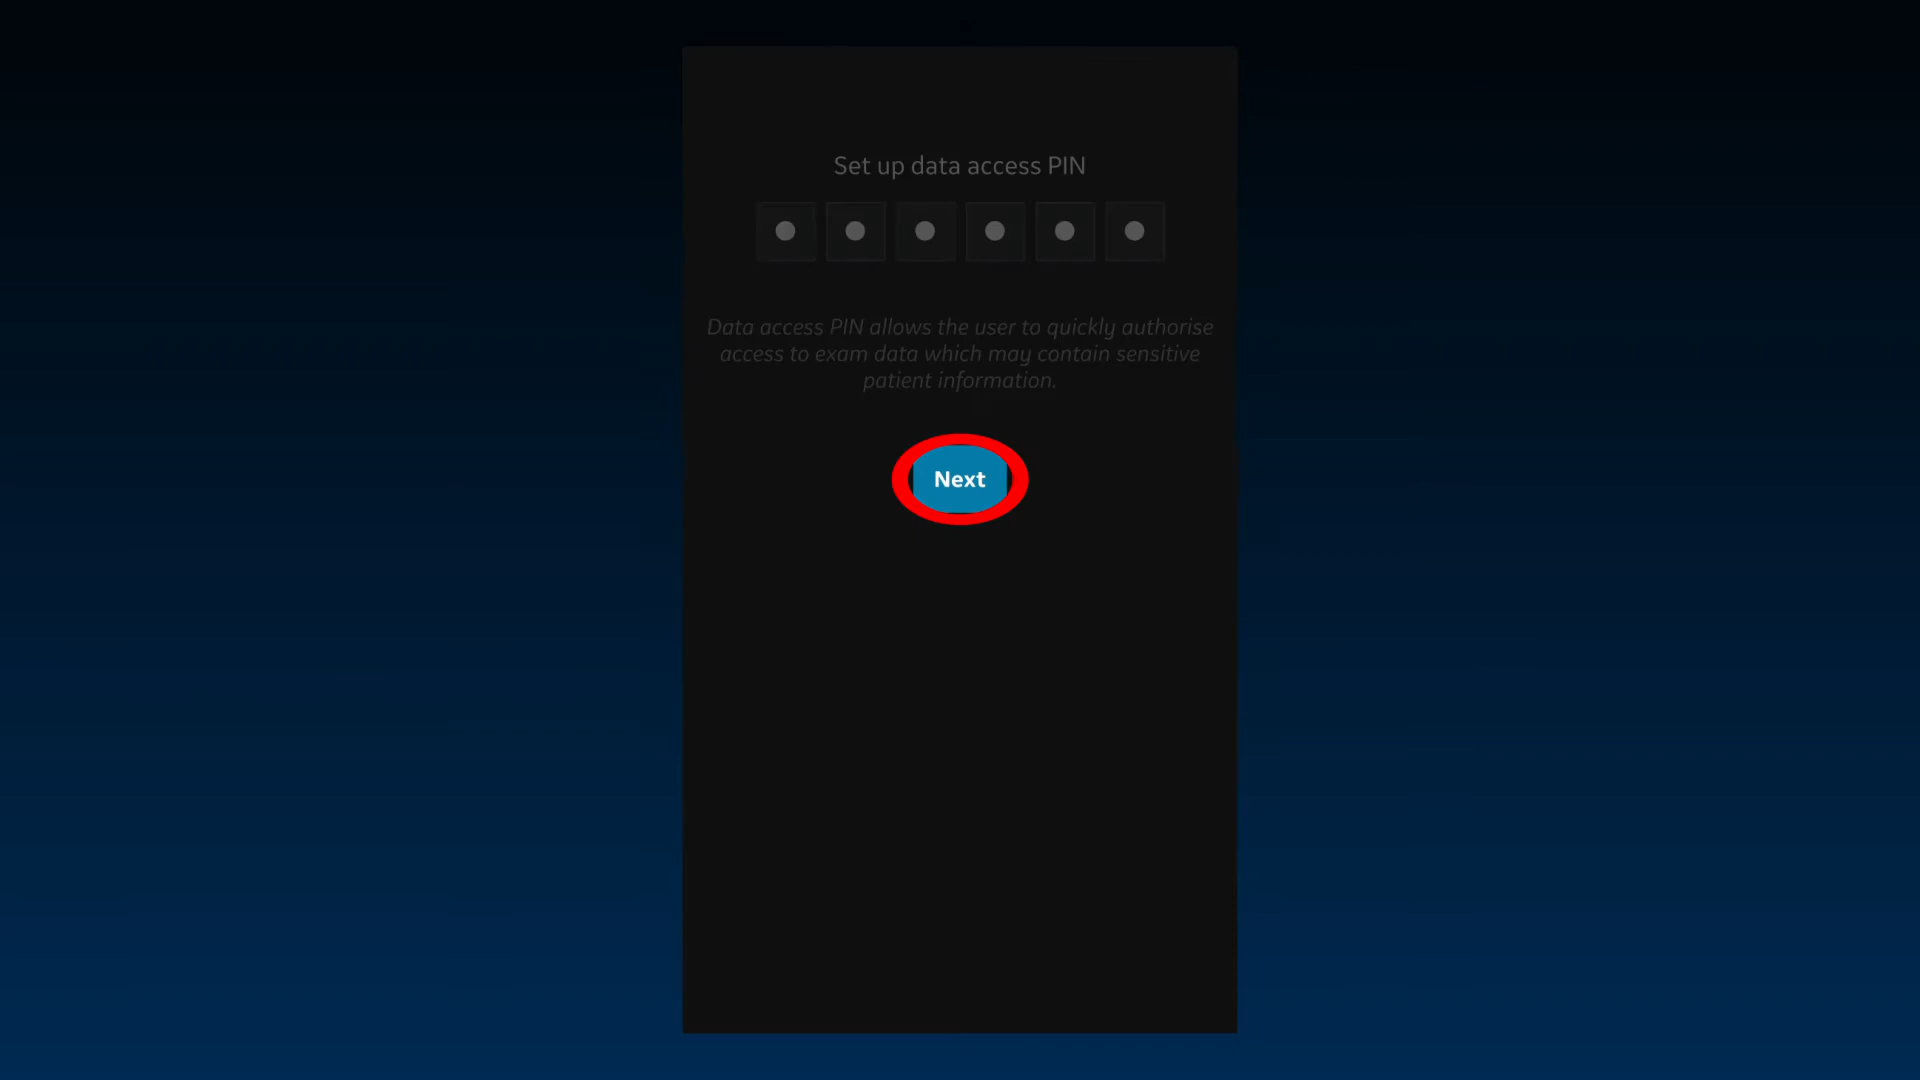 Set up data access PIN
Data access PIN allows the user to quickly authorise
access to exam data which may contain sensitive
patient information.
Next